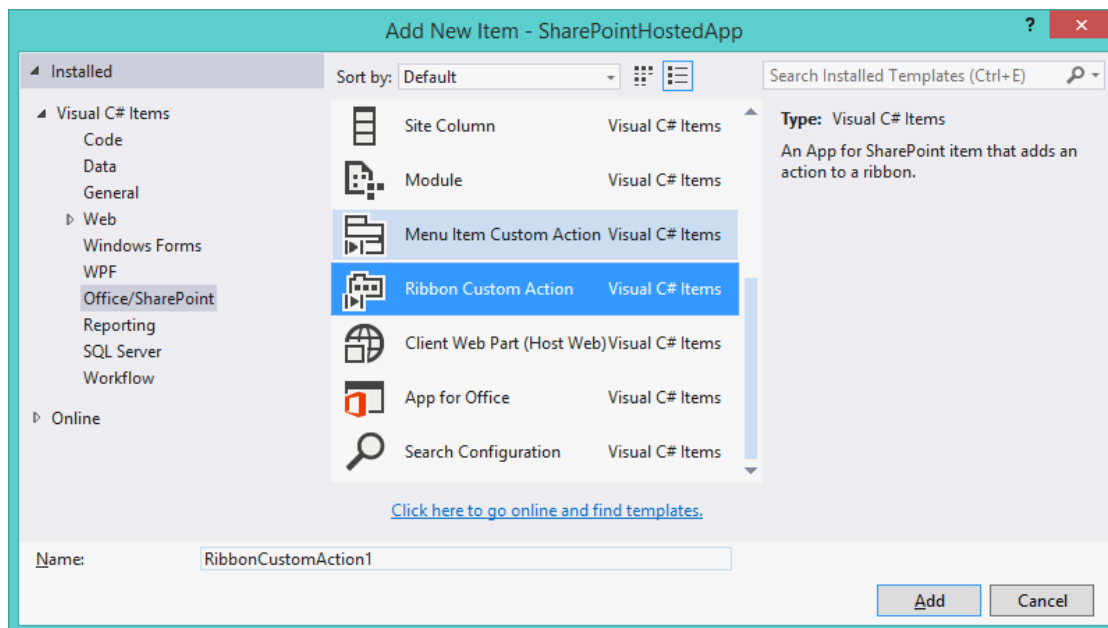 Add New Item - SharePointHostedApp
?
Installed
Sort by: Default
Search Installed Templates (Ctrl+E)
Visual C# Items
Code
Data
General
Web
Windows Forms
WPF
Office/SharePoint
Reporting
SQL Server
Workflow
Online
Site Column Visual C# Items
Module Visual C# Items
Menu Item Custom Action Visual C# Items
Ribbon Custom Action Visual C# Items
Client Web Part (Host Web) Visual C# Items
App for Office Visual C# Items
Search Configuration Visual C# Items
Click here to go online and find templates.
Type: Visual C# Items
An App for SharePoint item that adds an
action to a ribbon.
Name: RibbonCustomAction1
Add Cancel